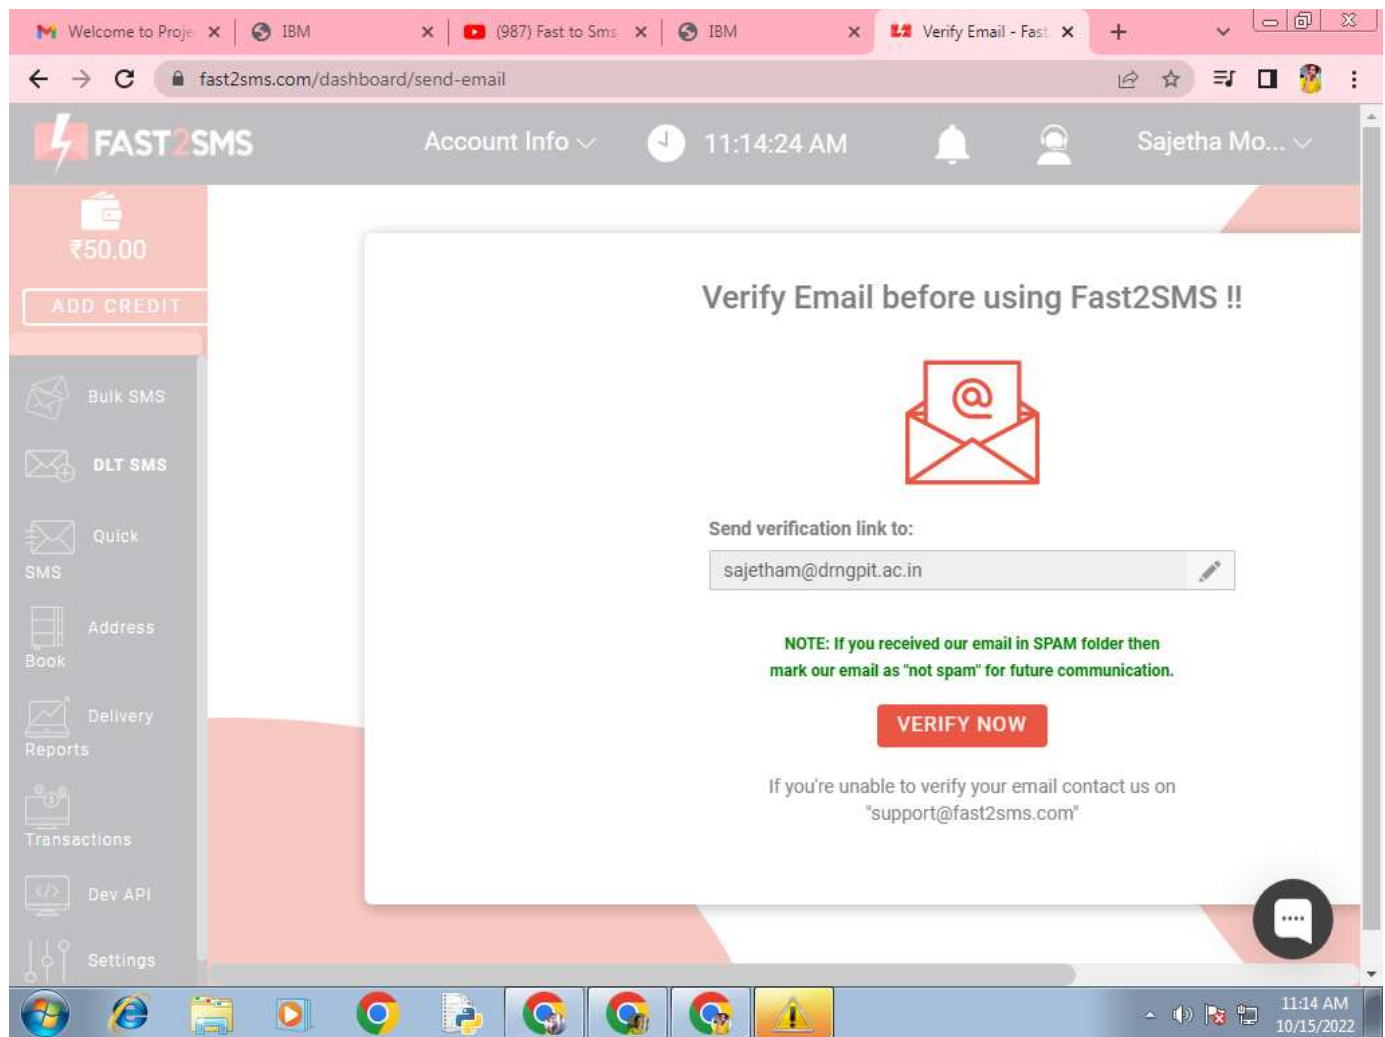 Welcome to Proje
IBM
(987) Fast to Sms
IBM
Verify Email - Fast
fast2sms.com/dashboard/send-email
FAST2SMS
Account Info
11:14:24 AM
Sajetha Mo...
₹50.00
ADD CREDIT
Bulk SMS
DLT SMS
Quick
SMS
Address
Book
Delivery
Reports
Transactions
Dev API
Settings
Verify Email before using Fast2SMS !!
Send verification link to:
sajetham@drngpit.ac.in
NOTE: If you received our email in SPAM folder then
mark our email as "not spam" for future communication.
VERIFY NOW
If you're unable to verify your email contact us on
"support@fast2sms.com"
11:14 AM
10/15/2022